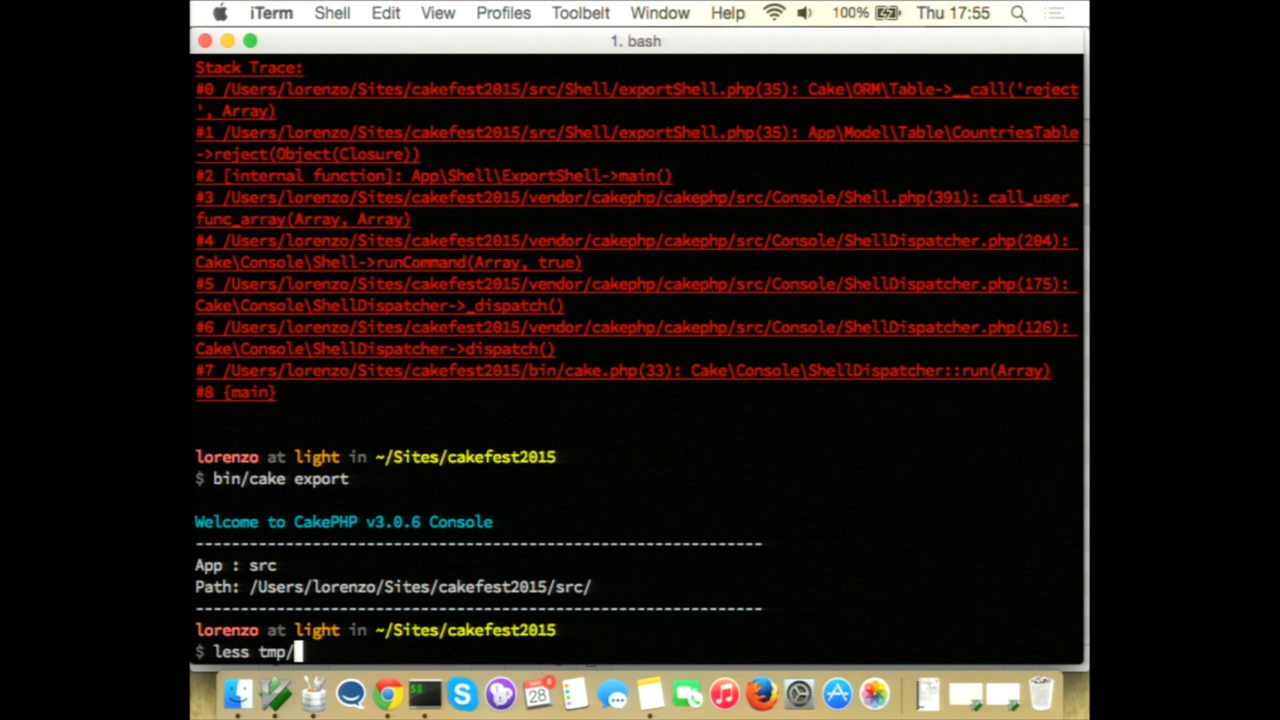 iTerm Shell Edit View Profiles Toolbelt Window Help 100% Thu 17:55
1. bash
Stack Trace:
#0 /Users/lorenzo/Sites/cakefest2015/src/Shell/exportShell.php(35): Cake\ORM\Table->__call('reject
', Array)
#1 /Users/lorenzo/Sites/cakefest2015/src/Shell/exportShell.php(35): App\Model\Table\CountriesTable
->reject(Object(Closure))
#2 [internal function]: App\Shell\ExportShell->main()
#3 /Users/lorenzo/Sites/cakefest2015/vendor/cakephp/cakephp/src/Console/Shell.php(391): call_user_
func_array(Array, Array)
#4 /Users/lorenzo/Sites/cakefest2015/vendor/cakephp/cakephp/src/Console/ShellDispatcher.php(204):
Cake\Console\Shell->runCommand(Array, true)
#5 /Users/lorenzo/Sites/cakefest2015/vendor/cakephp/cakephp/src/Console/ShellDispatcher.php(175):
Cake\Console\ShellDispatcher->_dispatch()
#6 /Users/lorenzo/Sites/cakefest2015/vendor/cakephp/cakephp/src/Console/ShellDispatcher.php(126):
Cake\Console\ShellDispatcher->dispatch()
#7 /Users/lorenzo/Sites/cakefest2015/bin/cake.php(33): Cake\Console\ShellDispatcher::run(Array)
#8 {main}
lorenzo at light in ~/Sites/cakefest2015
$ bin/cake export
Welcome to CakePHP v3.0.6 Console
---------------------------------------------------------------
App : src
Path: /Users/lorenzo/Sites/cakefest2015/src/
---------------------------------------------------------------
lorenzo at light in ~/Sites/cakefest2015
$ less tmp/
28